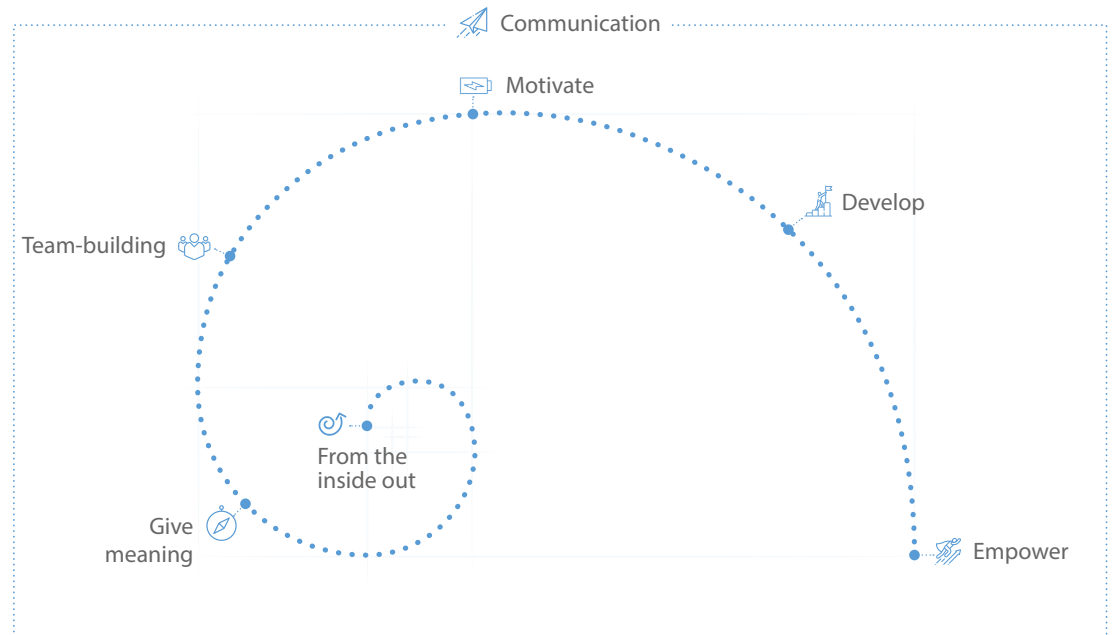 Communication
Motivate
Develop
Team-building
From the
inside out
Give
meaning
Empower